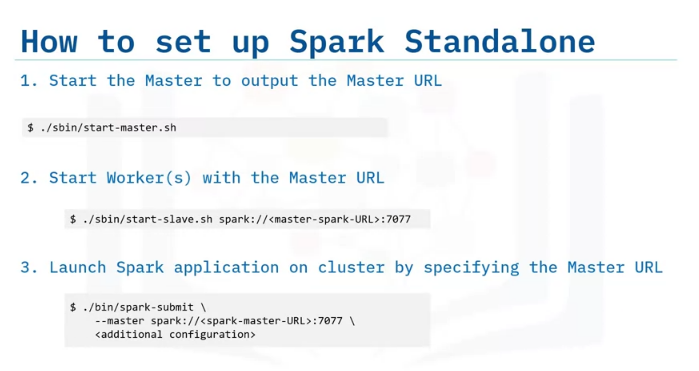 How to set up Spark Standalone
1. Start the Master to output the Master URL
$ ./sbin/start-master.sh
2. Start Worker(s) with the Master URL
$ ./sbin/start-slave.sh spark://<master-spark-URL>:7077
3. Launch Spark application on cluster by specifying the Master URL
$ ./bin/spark-submit \
--master spark://<spark-master-URL>:7077 \
<additional configuration>